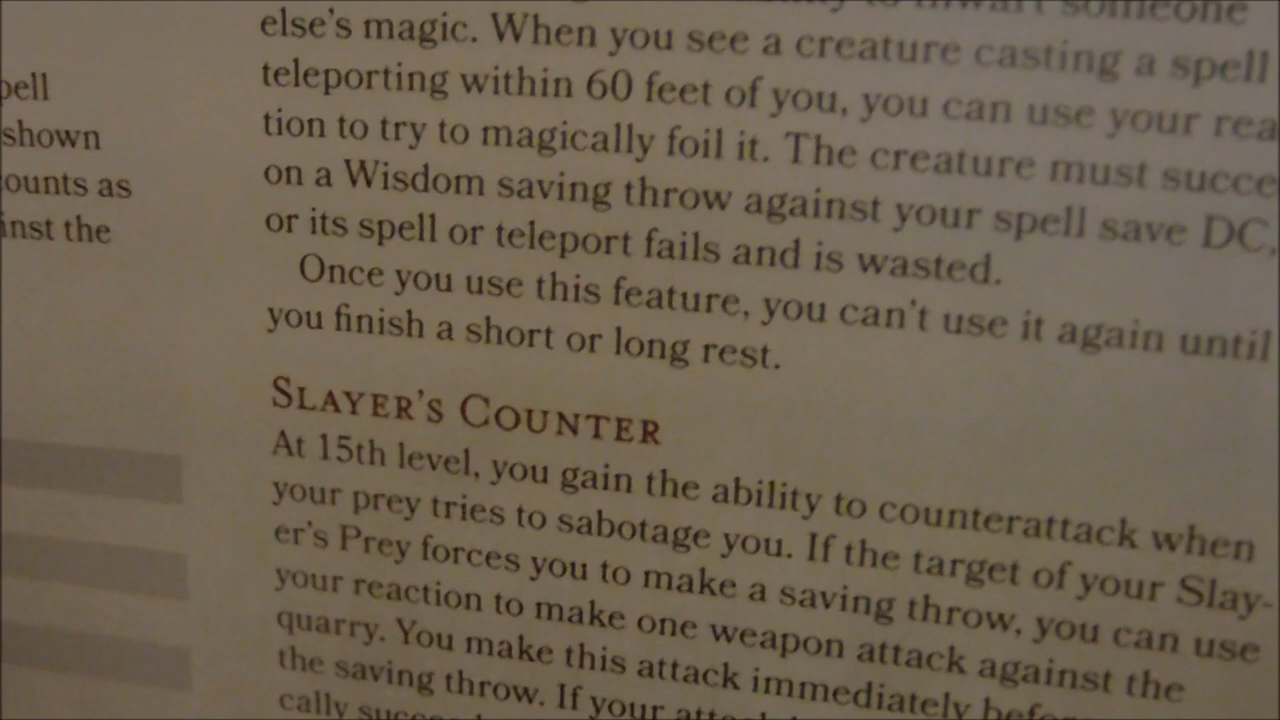 pell
shown
ounts as
inst the
to thwart someone
else's magic. When you see a creature casting a spell
teleporting within 60 feet of you, you can use your rea
tion to try to magically foil it. The creature must succe
on a Wisdom saving throw against your spell save DC,
or its spell or teleport fails and is wasted.
Once you use this feature, you can't use it again until
you finish a short or long rest.
SLAYER'S COUNTER
At 15th level, you gain the ability to counterattack when
your prey tries to sabotage you. If the target of your Slay-
er's Prey forces you to make a saving throw, you can use
your reaction to make one weapon attack against the
quarry. You make this attack immediately before
the saving throw. If your attack
cally